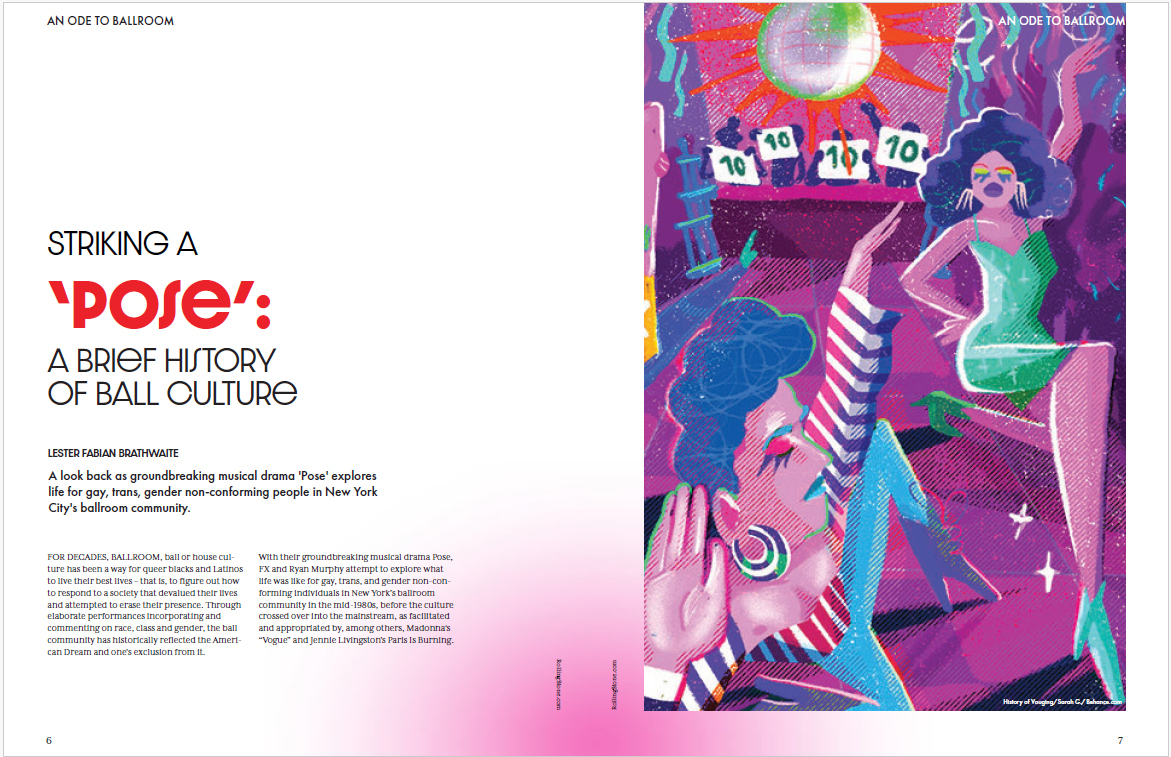 AN ODE TO BALLROOM
STRIKING A
'POSE':
A BRIEF HISTORY
OF BALL CULTURE
LESTER FABIAN BRATHWAITE
A look back as groundbreaking musical drama 'Pose' explores
life for gay, trans, gender non-conforming people in New York
City's ballroom community.
FOR DECADES, BALLROOM, ball or house cul-
ture has been a way for queer blacks and Latinos
to live their best lives – that is, to figure out how
to respond to a society that devalued their lives
and attempted to erase their presence. Through
elaborate performances incorporating and
commenting on race, class and gender, the ball
community has historically reflected the Ameri-
can Dream and one's exclusion from it.
With their groundbreaking musical drama Pose,
FX and Ryan Murphy attempt to explore what
life was like for gay, trans, and gender non-con-
forming individuals in New York's ballroom
community in the mid-1980s, before the culture
crossed over into the mainstream, as facilitated
and appropriated by, among others, Madonna's
"Vogue" and Jennie Livingston's Paris Is Burning.
RollingStone.com
RollingStone.com
6
AN ODE TO BALLROOM
10
10
10
10
History of Vouging/ Sarah G./ Behance.com
7